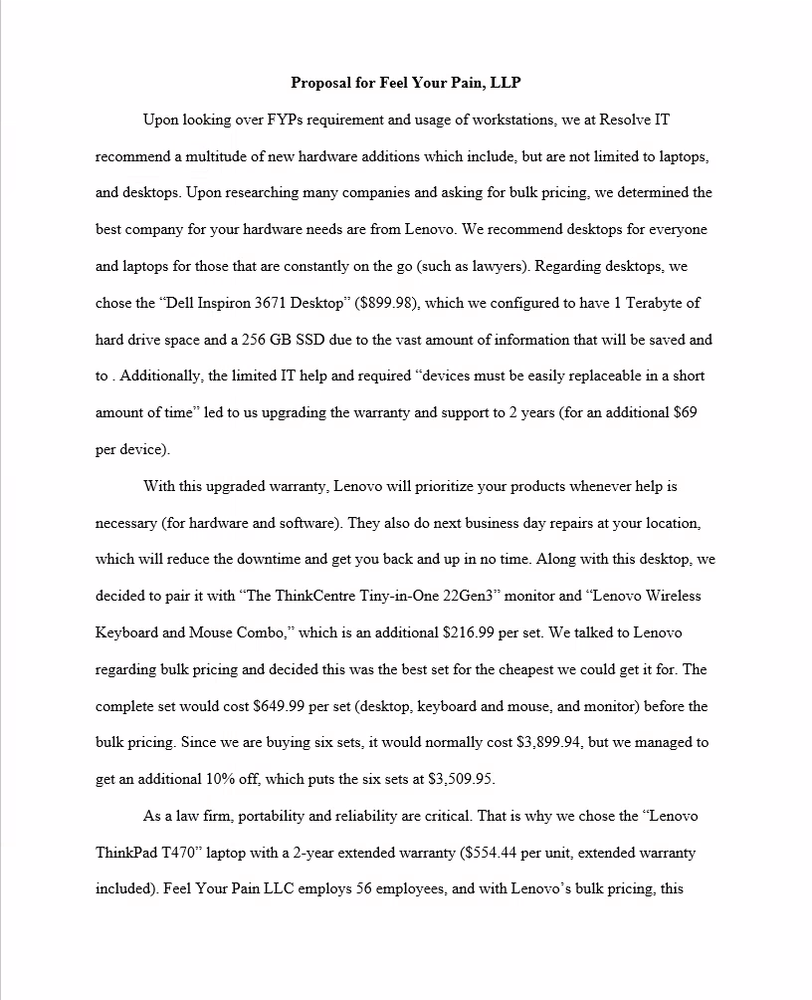 Proposal for Feel Your Pain, LLP
Upon looking over FYPs requirement and usage of workstations, we at Resolve IT
recommend a multitude of new hardware additions which include, but are not limited to laptops,
and desktops. Upon researching many companies and asking for bulk pricing, we determined the
best company for your hardware needs are from Lenovo. We recommend desktops for everyone
and laptops for those that are constantly on the go (such as lawyers). Regarding desktops, we
chose the “Dell Inspiron 3671 Desktop” ($899.98), which we configured to have 1 Terabyte of
hard drive space and a 256 GB SSD due to the vast amount of information that will be saved and
to . Additionally, the limited IT help and required “devices must be easily replaceable in a short
amount of time” led to us upgrading the warranty and support to 2 years (for an additional $69
per device).
With this upgraded warranty, Lenovo will prioritize your products whenever help is
necessary (for hardware and software). They also do next business day repairs at your location,
which will reduce the downtime and get you back and up in no time. Along with this desktop, we
decided to pair it with “The ThinkCentre Tiny-in-One 22Gen3” monitor and “Lenovo Wireless
Keyboard and Mouse Combo,” which is an additional $216.99 per set. We talked to Lenovo
regarding bulk pricing and decided this was the best set for the cheapest we could get it for. The
complete set would cost $649.99 per set (desktop, keyboard and mouse, and monitor) before the
bulk pricing. Since we are buying six sets, it would normally cost $3,899.94, but we managed to
get an additional 10% off, which puts the six sets at $3,509.95.
As a law firm, portability and reliability are critical. That is why we chose the “Lenovo
ThinkPad T470” laptop with a 2-year extended warranty ($554.44 per unit, extended warranty
included). Feel Your Pain LLC employs 56 employees, and with Lenovo’s bulk pricing, this